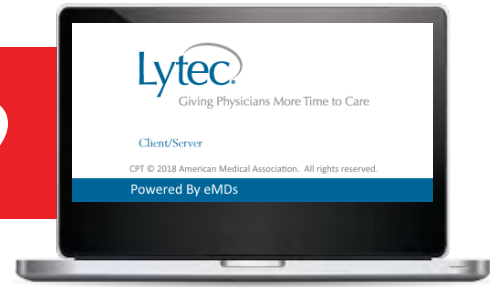 Lytec
Giving Physicians More Time to Care
Client/Server
CPT © 2018 American Medical Association. All rights reserved.
Powered By eMDs